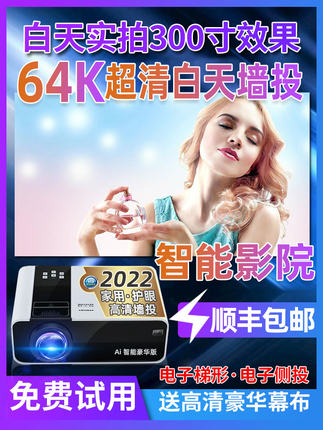 白天实拍300寸效果
64K超清白天墙投
智能影院
2022
家用·护眼
高清墙投
Ai 智能豪华版
顺丰包邮
电子梯形·电子侧投
免费试用
送高清豪华幕布